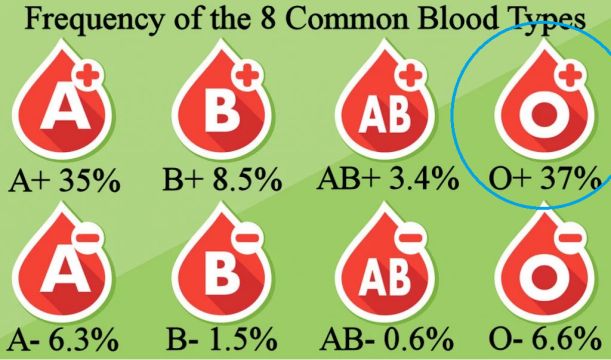 Frequency of the 8 Common Blood Types
A+ B+ AB+ O+
A+ 35% B+ 8.5% AB+ 3.4% O+ 37%
A- B- AB- O-
A- 6.3% B- 1.5% AB- 0.6% O- 6.6%